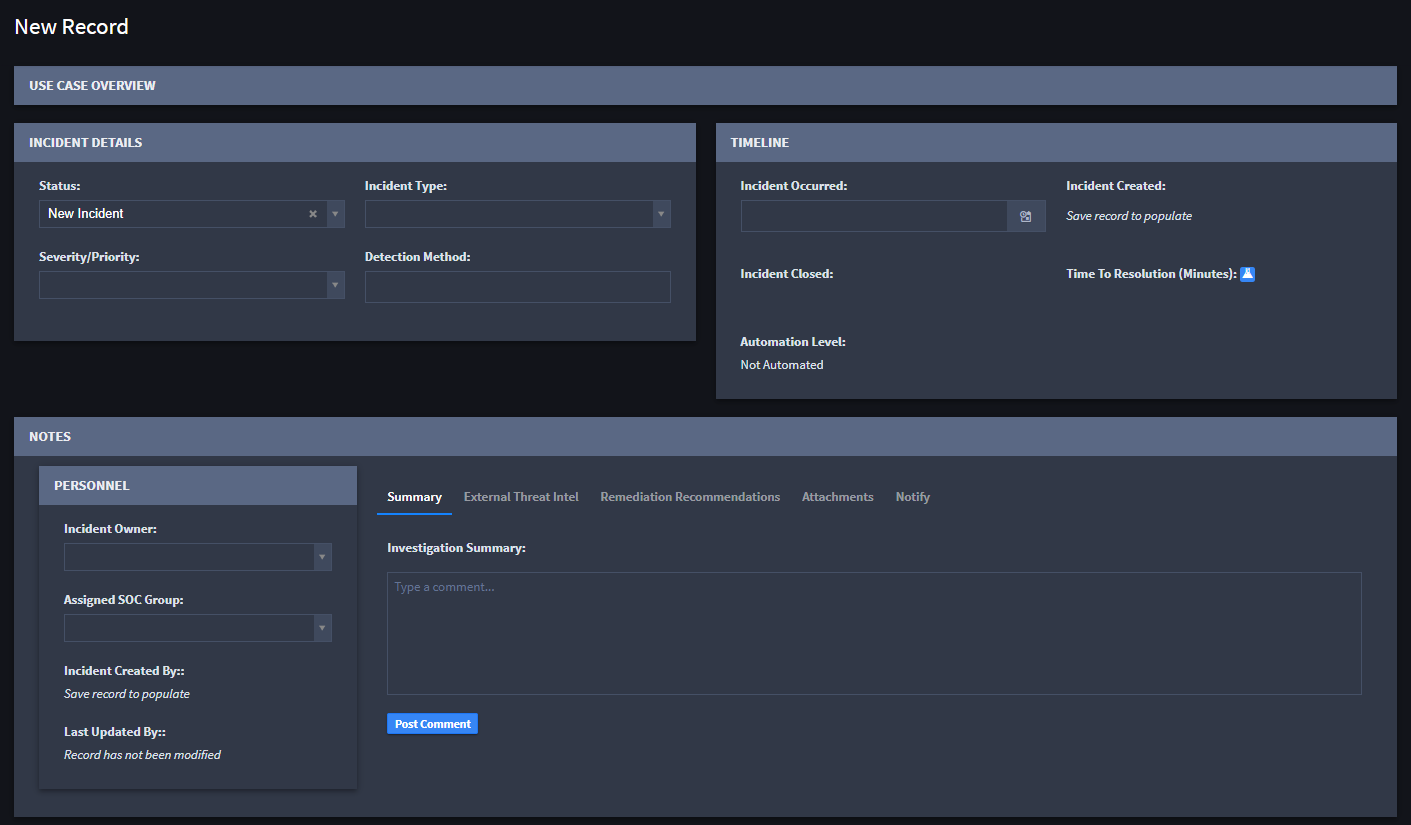 New Record
USE CASE OVERVIEW
INCIDENT DETAILS
Status:
Incident Type:
New Incident
Severity/Priority:
Detection Method:
TIMELINE
Incident Occurred:
Incident Created:
Save record to populate
Incident Closed:
Time To Resolution (Minutes):
Automation Level:
Not Automated
NOTES
PERSONNEL
Incident Owner:
Assigned SOC Group:
Incident Created By::
Save record to populate
Last Updated By::
Record has not been modified
Summary External Threat Intel Remediation Recommendations Attachments Notify
Investigation Summary:
Type a comment...
Post Comment